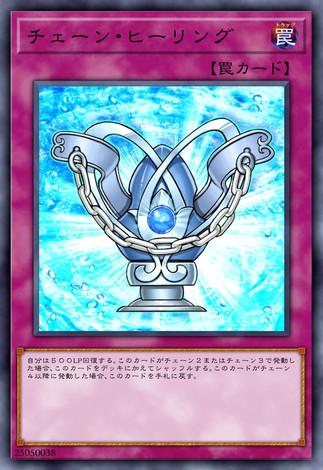 チェーン・ヒーリング
トラップ
罠
【罠カード】
自分は５００LP回復する。このカードがチェーン２またはチェーン３で発動
した場合、このカードをデッキに加えてシャッフルする。このカードがチェーン
４以降に発動した場合、このカードを手札に戻す。
25050038